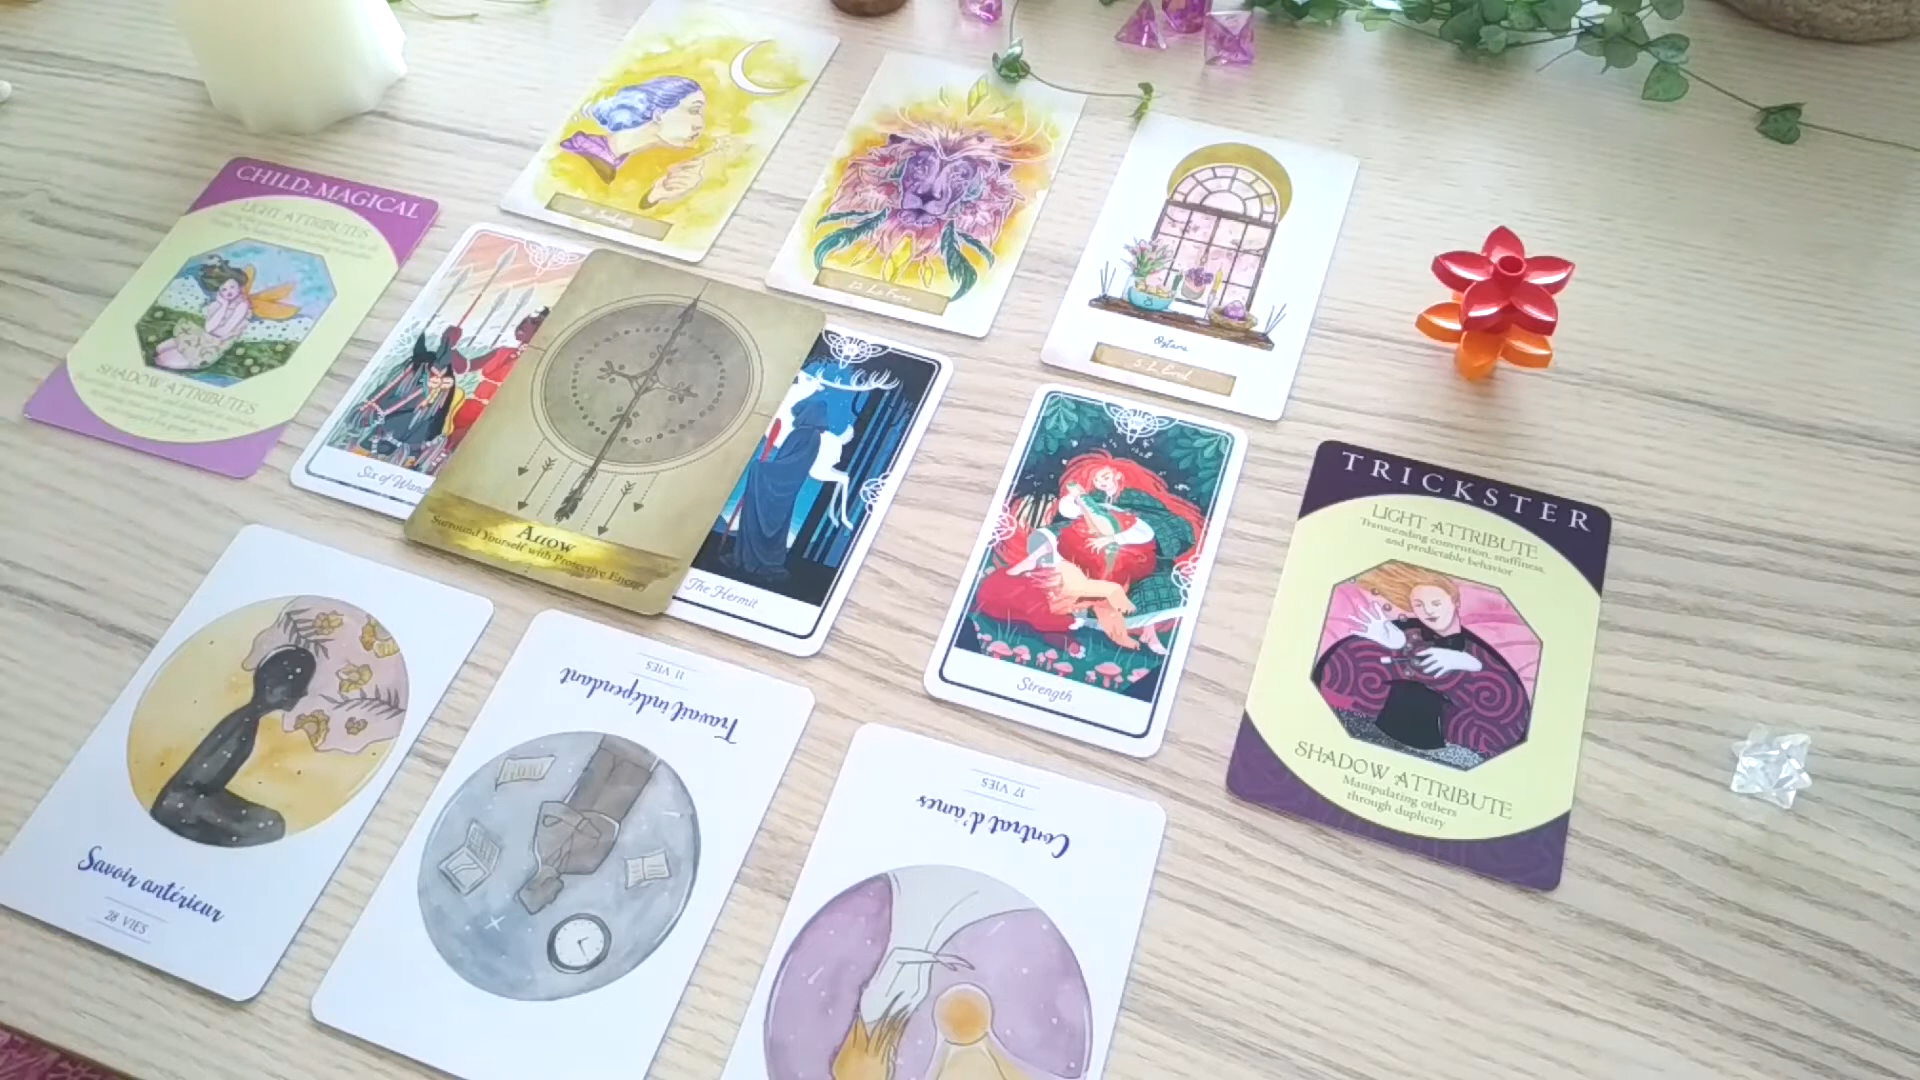 CHILD: MAGICAL
LIGHT ATTRIBUTES
SHADOW ATTRIBUTES
Ostara
Six of Wands
Arrow
Surround Yourself with Protective Energy
The Hermit
Strength
TRICKSTER
LIGHT ATTRIBUTE
Transcending convention, stuffiness,
and predictable behavior
SHADOW ATTRIBUTE
Manipulating others
through duplicity
Savoir antérieur
28 VIES
Travail indépendant
11 VIES
Contrat d'âmes
17 VIES